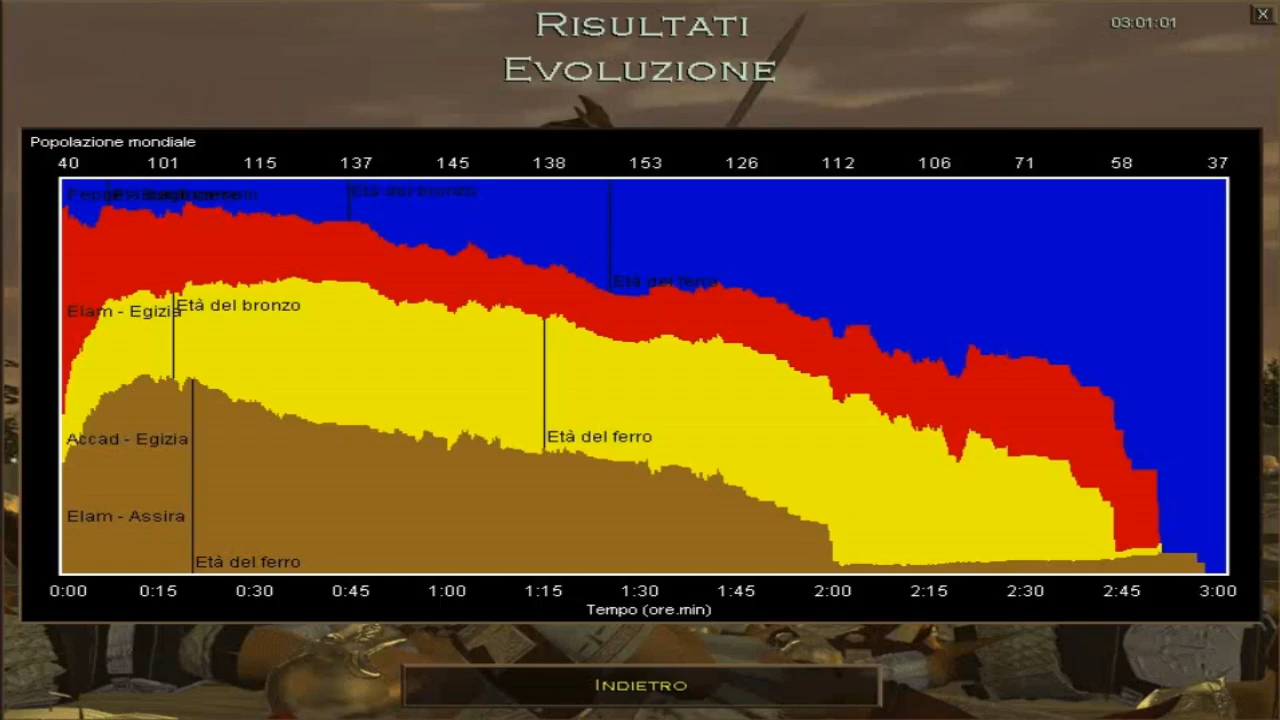 Risultati
03:01:01
X
Evoluzione
Popolazione mondiale
40 101 115 137 145 138 153 126 112 106 71 58 37
Età del bronzo
Età del ferro
Elam - Egizia
Età del bronzo
Accad - Egizia
Età del ferro
Elam - Assira
Età del ferro
0:00 0:15 0:30 0:45 1:00 1:15 1:30 1:45 2:00 2:15 2:30 2:45 3:00
Tempo (ore.min)
Indietro